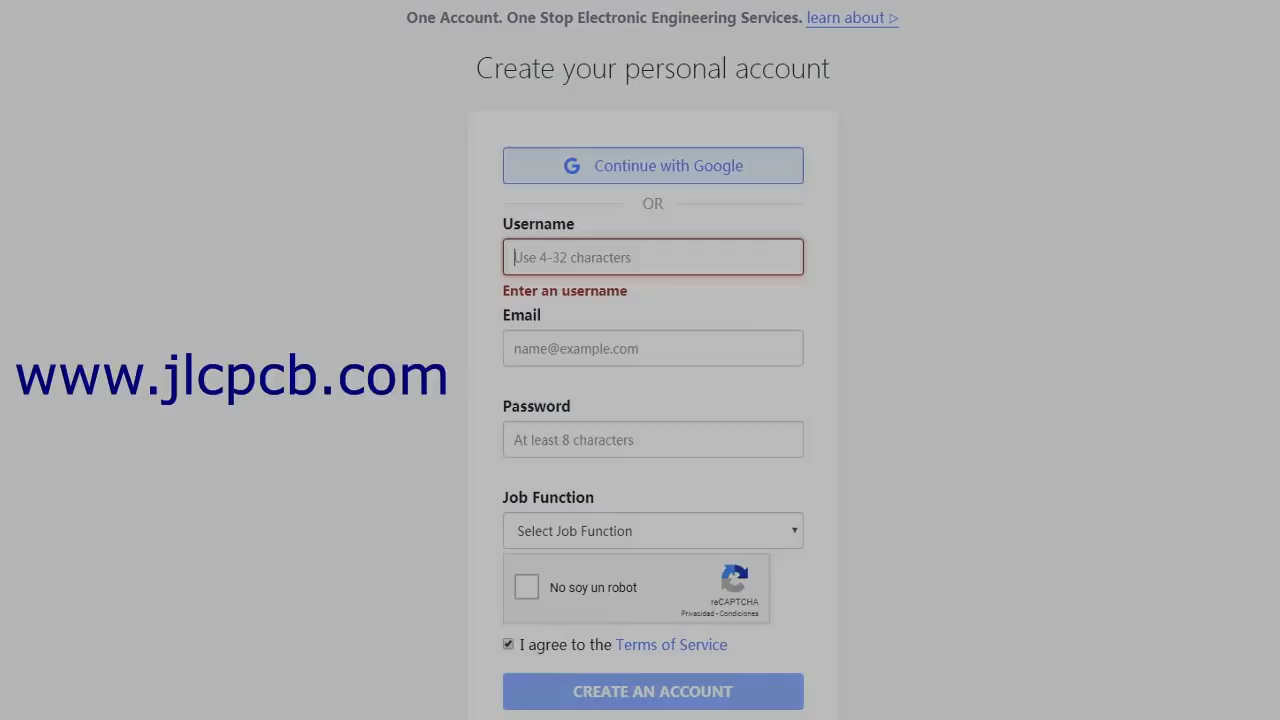 One Account. One Stop Electronic Engineering Services. learn about ▷
Create your personal account
G Continue with Google
OR
Username
Use 4-32 characters
Enter an username
Email
name@example.com
www.jlcpcb.com
Password
At least 8 characters
Job Function
Select Job Function
No soy un robot
reCAPTCHA
Privacidad - Condiciones
I agree to the Terms of Service
CREATE AN ACCOUNT